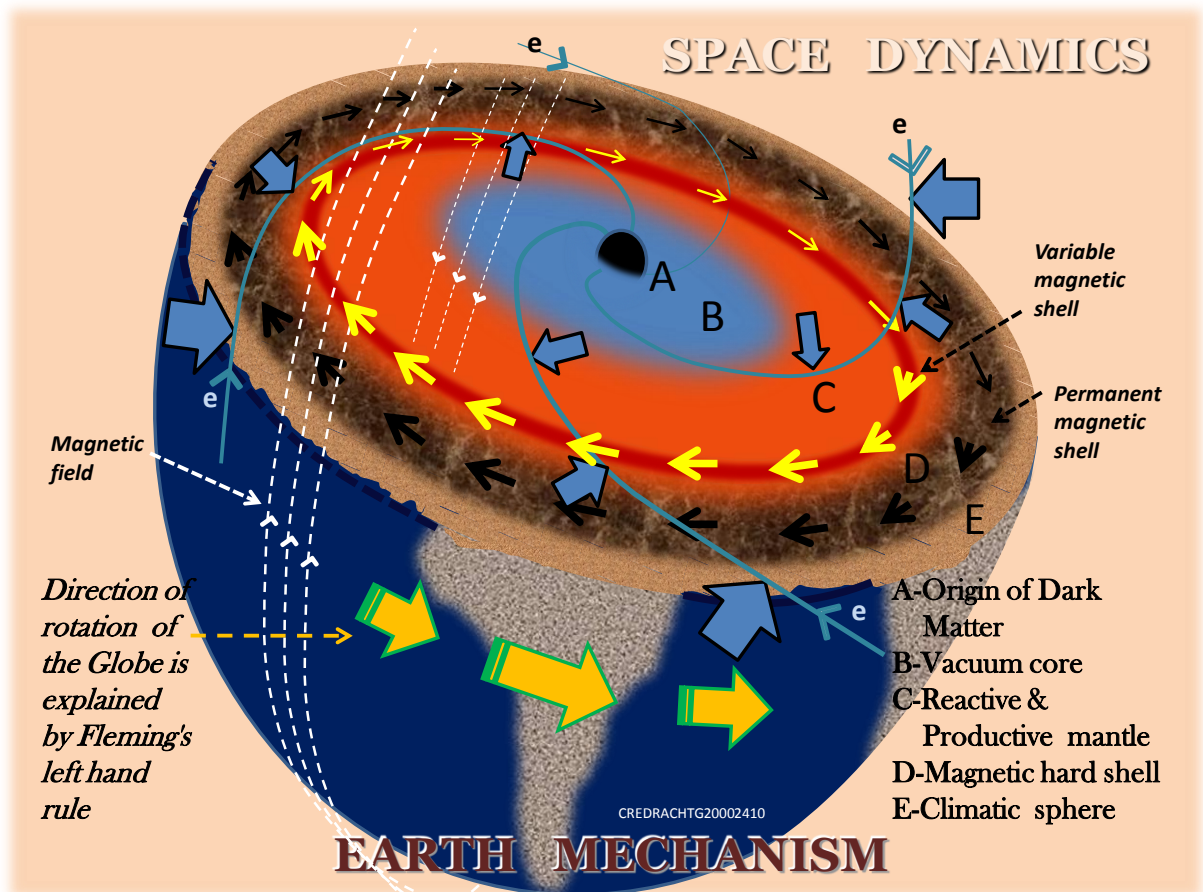 SPACE DYNAMICS
e
e
A
B
C
D
E
e
e
Variable
magnetic
shell
Permanent
magnetic
shell
Magnetic
field
Direction of
rotation of
the Globe is
explained
by Fleming's
left hand
rule
A-Origin of Dark
Matter
B-Vacuum core
C-Reactive &
Productive mantle
D-Magnetic hard shell
E-Climatic sphere
CREDRACHTG20002410
EARTH MECHANISM